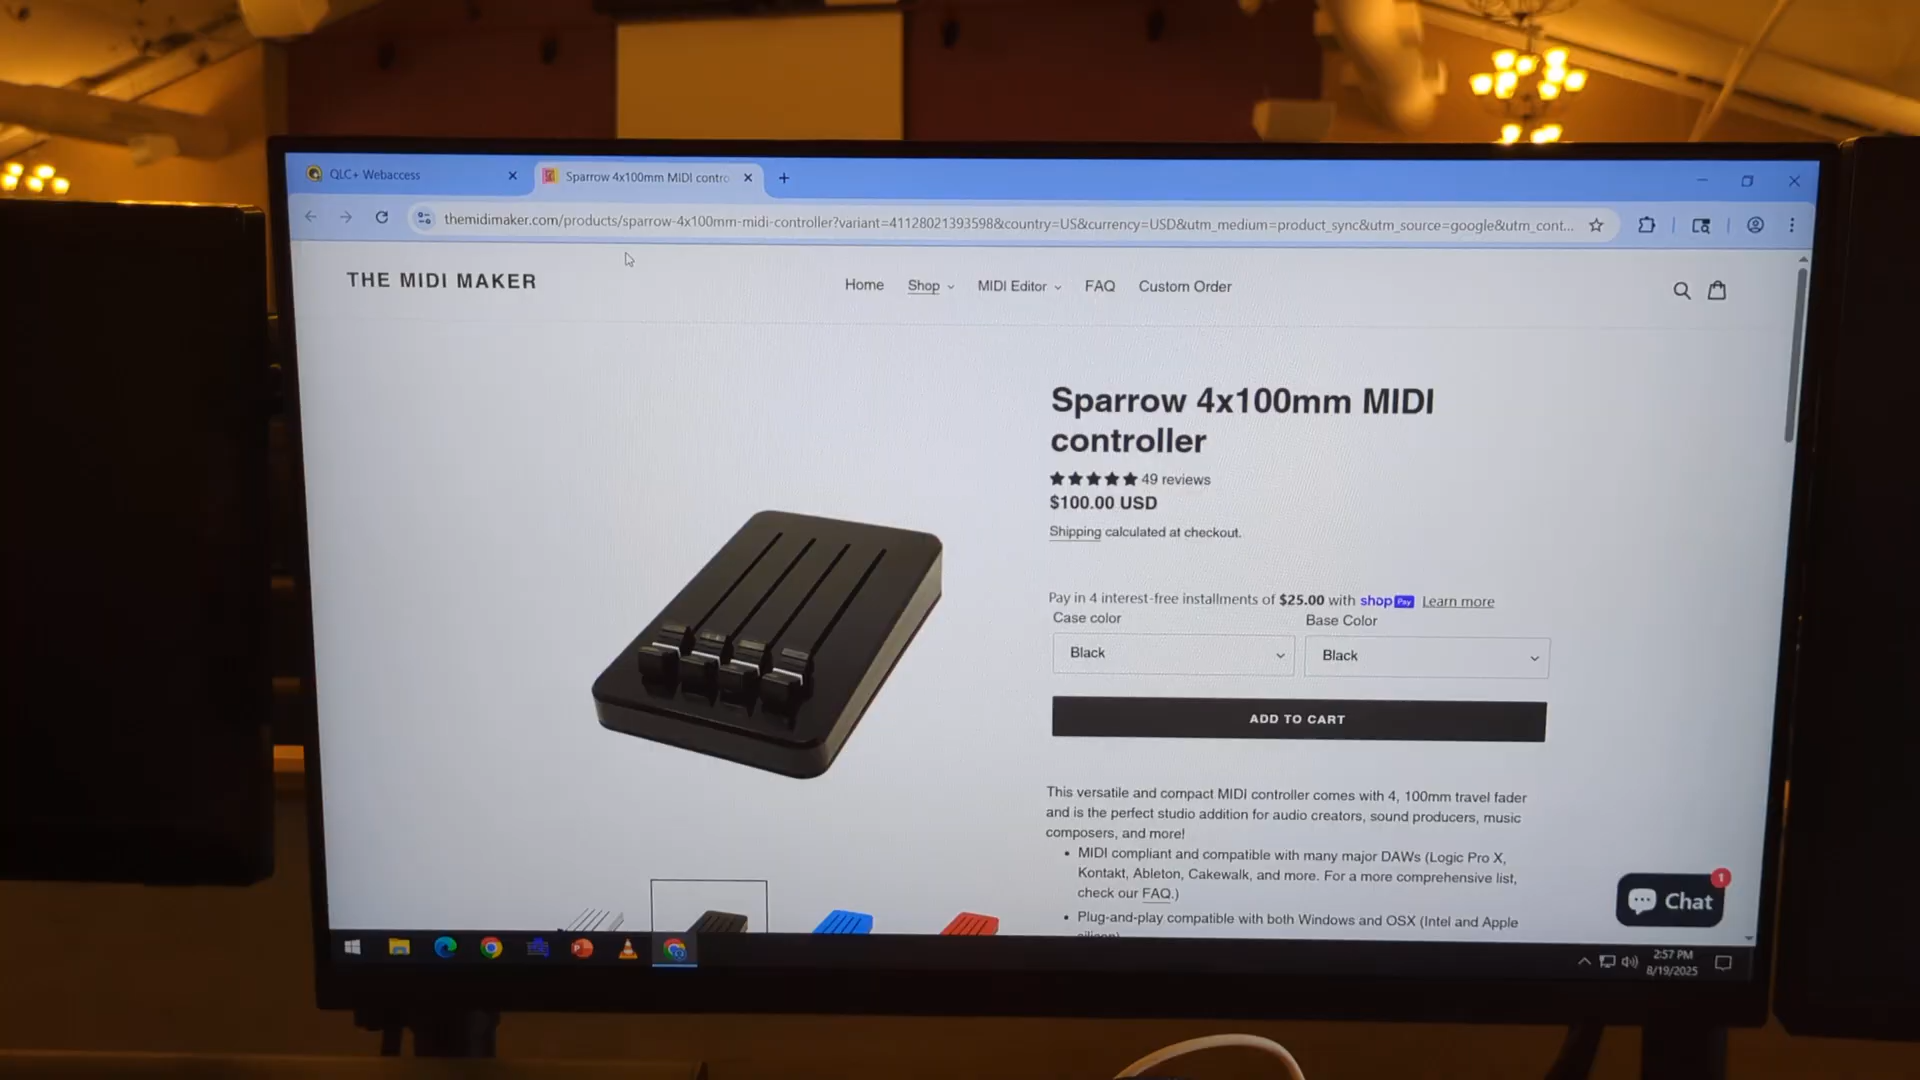 QLC+ Webaccess
Sparrow 4x100mm MIDI contro
themidimaker.com/products/sparrow-4x100mm-midi-controller?variant=41128021393598&country=US&currency=USD&utm_medium=product_sync&utm_source=google&utm_cont...
THE MIDI MAKER
Home
Shop
MIDI Editor
FAQ
Custom Order
Sparrow 4x100mm MIDI
controller
49 reviews
$100.00 USD
Shipping calculated at checkout.
Pay in 4 interest-free installments of $25.00 with shop Pay Learn more
Case color
Base Color
Black
Black
ADD TO CART
This versatile and compact MIDI controller comes with 4, 100mm travel fader
and is the perfect studio addition for audio creators, sound producers, music
composers, and more!
• MIDI compliant and compatible with many major DAWs (Logic Pro X,
Kontakt, Ableton, Cakewalk, and more. For a more comprehensive list,
check our FAQ.)
• Plug-and-play compatible with both Windows and OSX (Intel and Apple
Chat
1
2:57 PM
8/19/2025